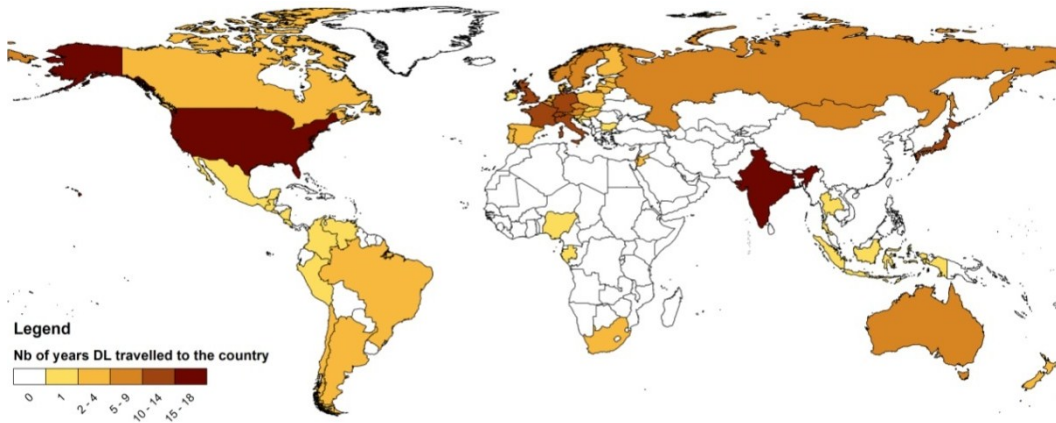 Legend
Nb of years DL travelled to the country
0 1 2 - 4 5 - 9 10 - 14 15 - 18